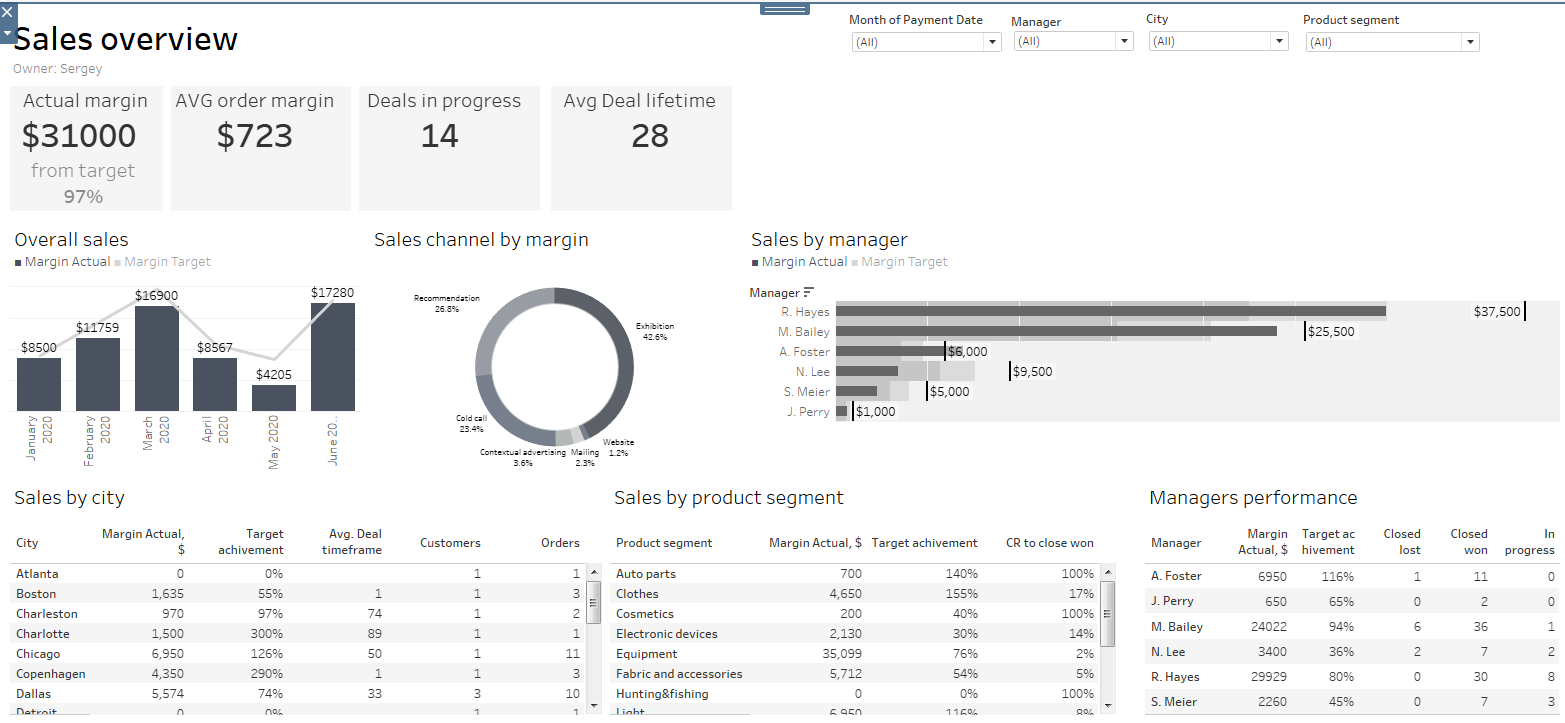 Sales overview
Owner: Sergey
Month of Payment Date
(All)
Manager
(All)
City
(All)
Product segment
(All)
Actual margin
$31000
from target
97%
AVG order margin
$723
Deals in progress
14
Avg Deal lifetime
28
Overall sales
Margin Actual Margin Target
$8500
$11759
$16900
$8567
$4205
$17280
January
2020
February
2020
March
2020
April
2020
May 2020
June 20..
Sales channel by margin
Recommendation
26.8%
Exhibition
42.6%
Cold call
23.4%
Contextual advertising
3.6%
Mailing
2.3%
Website
1.2%
Sales by manager
Margin Actual Margin Target
Manager
R. Hayes $37,500
M. Bailey $25,500
A. Foster $6,000
N. Lee $9,500
S. Meier $5,000
J. Perry $1,000
Sales by city
City Margin Actual, $ Target achivement Avg. Deal timeframe Customers Orders
Atlanta 0 0% 1 1
Boston 1,635 55% 1 1 3
Charleston 970 97% 74 1 2
Charlotte 1,500 300% 89 1 1
Chicago 6,950 126% 50 1 11
Copenhagen 4,350 290% 1 1 3
Dallas 5,574 74% 33 3 10
Detroit 0 0% 1 1
Sales by product segment
Product segment Margin Actual, $ Target achivement CR to close won
Auto parts 700 140% 100%
Clothes 4,650 155% 17%
Cosmetics 200 40% 100%
Electronic devices 2,130 30% 14%
Equipment 35,099 76% 2%
Fabric and accessories 5,712 54% 5%
Hunting&fishing 0 0% 100%
Light 6,950 116% 8%
Managers performance
Manager Margin Actual, $ Target ac hivement Closed lost Closed won In progress
A. Foster 6950 116% 1 11 0
J. Perry 650 65% 0 2 0
M. Bailey 24022 94% 6 36 1
N. Lee 3400 36% 2 7 2
R. Hayes 29929 80% 0 30 8
S. Meier 2260 45% 0 7 3